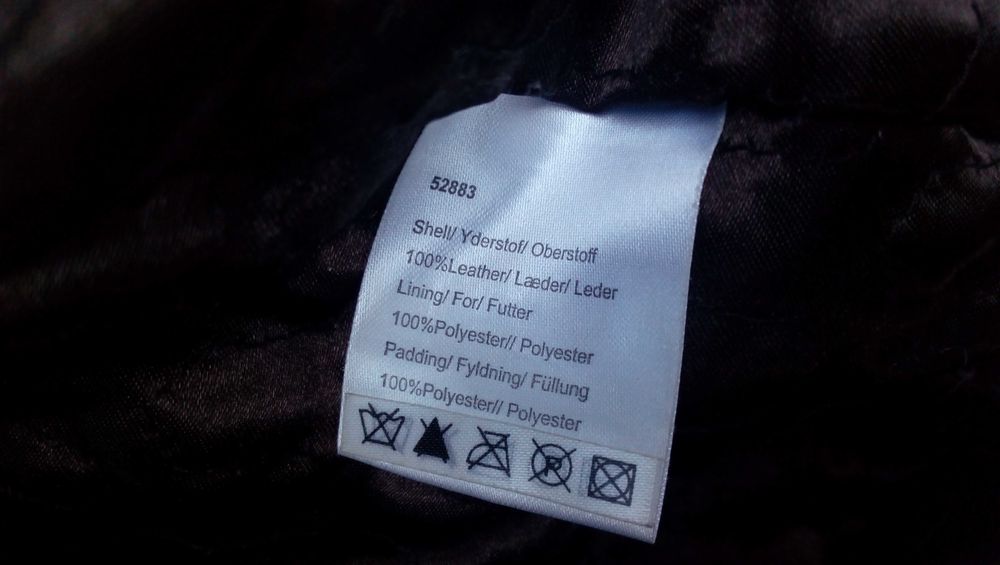 52883
Shell/ Yderstof/ Oberstoff
100%Leather/ Læder/ Leder
Lining/ For/ Futter
100%Polyester// Polyester
Padding/ Fyldning/ Füllung
100%Polyester// Polyester
P